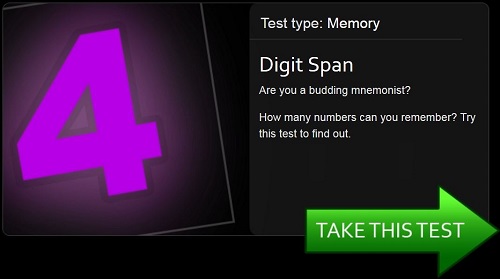 4
Test type: Memory
Digit Span
Are you a budding mnemonist?
How many numbers can you remember? Try
this test to find out.
TAKE THIS TEST